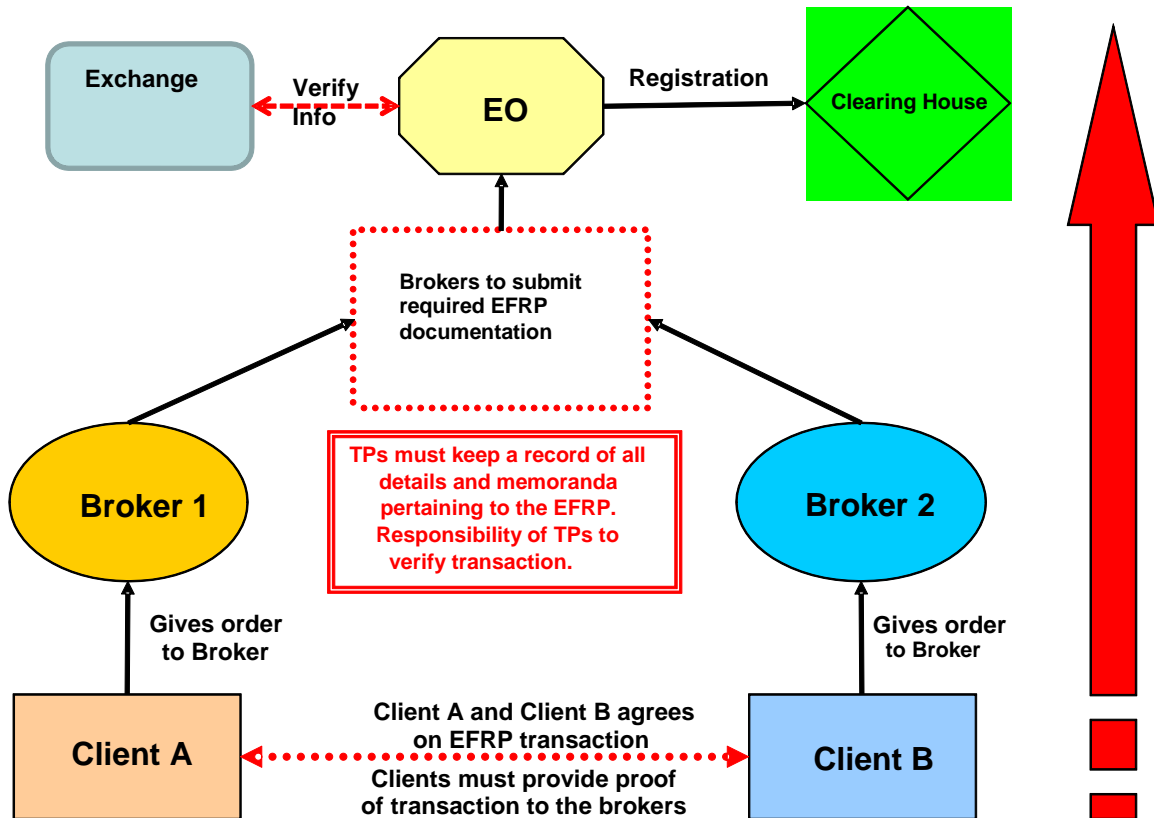 Exchange
Verify
Info
EO
Registration
Clearing House
Brokers to submit
required EFRP
documentation
Broker 1
TPs must keep a record of all
details and memoranda
pertaining to the EFRP.
Responsibility of TPs to
verify transaction.
Broker 2
Gives order
to Broker
Gives order
to Broker
Client A
Client A and Client B agrees
on EFRP transaction
Clients must provide proof
of transaction to the brokers
Client B